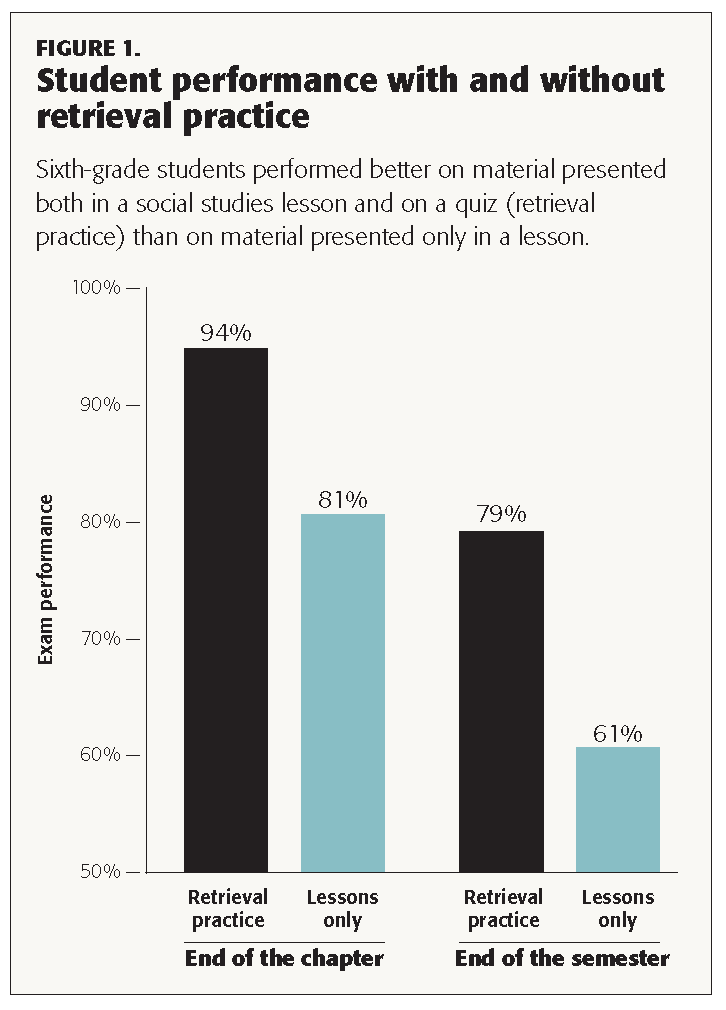 FIGURE 1.
Student performance with and without
retrieval practice
Sixth-grade students performed better on material presented
both in a social studies lesson and on a quiz (retrieval
practice) than on material presented only in a lesson.
100%
94%
90%
81%
80%
79%
70%
61%
60%
50%
Exam performance
Retrieval
practice
Lessons
only
Retrieval
practice
Lessons
only
End of the chapter
End of the semester